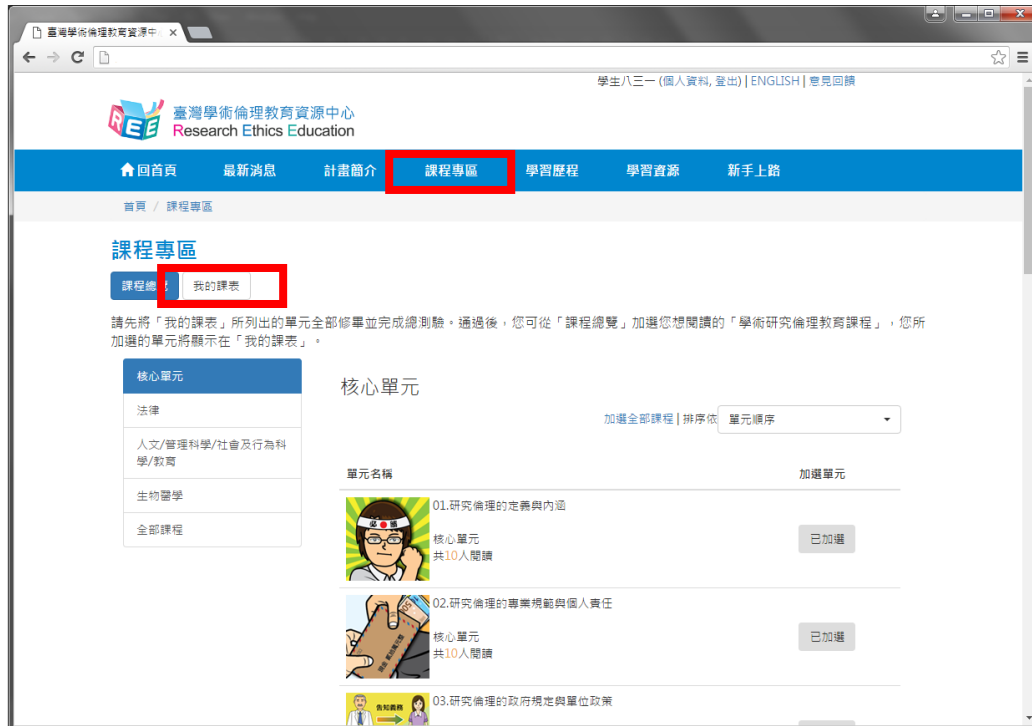 臺灣學術倫理教育資源中
學生八三一 (個人資料, 登出) | ENGLISH | 意見回饋
REE
臺灣學術倫理教育資源中心
Research Ethics Education
回首頁 最新消息 計畫簡介 課程專區 學習歷程 學習資源 新手上路
首頁 / 課程專區
課程專區
課程總覽 我的課表
請先將「我的課表」所列出的單元全部修畢並完成總測驗。通過後，您可從「課程總覽」加選您想閱讀的「學術研究倫理教育課程」，您所
加選的單元將顯示在「我的課表」。
核心單元
法律
人文/管理科學/社會及行為科
學/教育
生物醫學
全部課程
核心單元
加選全部課程 | 排序依 單元順序
單元名稱 加選單元
必勝
01.研究倫理的定義與內涵
核心單元
共10人閱讀
已加選
02.研究倫理的專業規範與個人責任
核心單元
共10人閱讀
已加選
告知義務
03.研究倫理的政府規定與單位政策